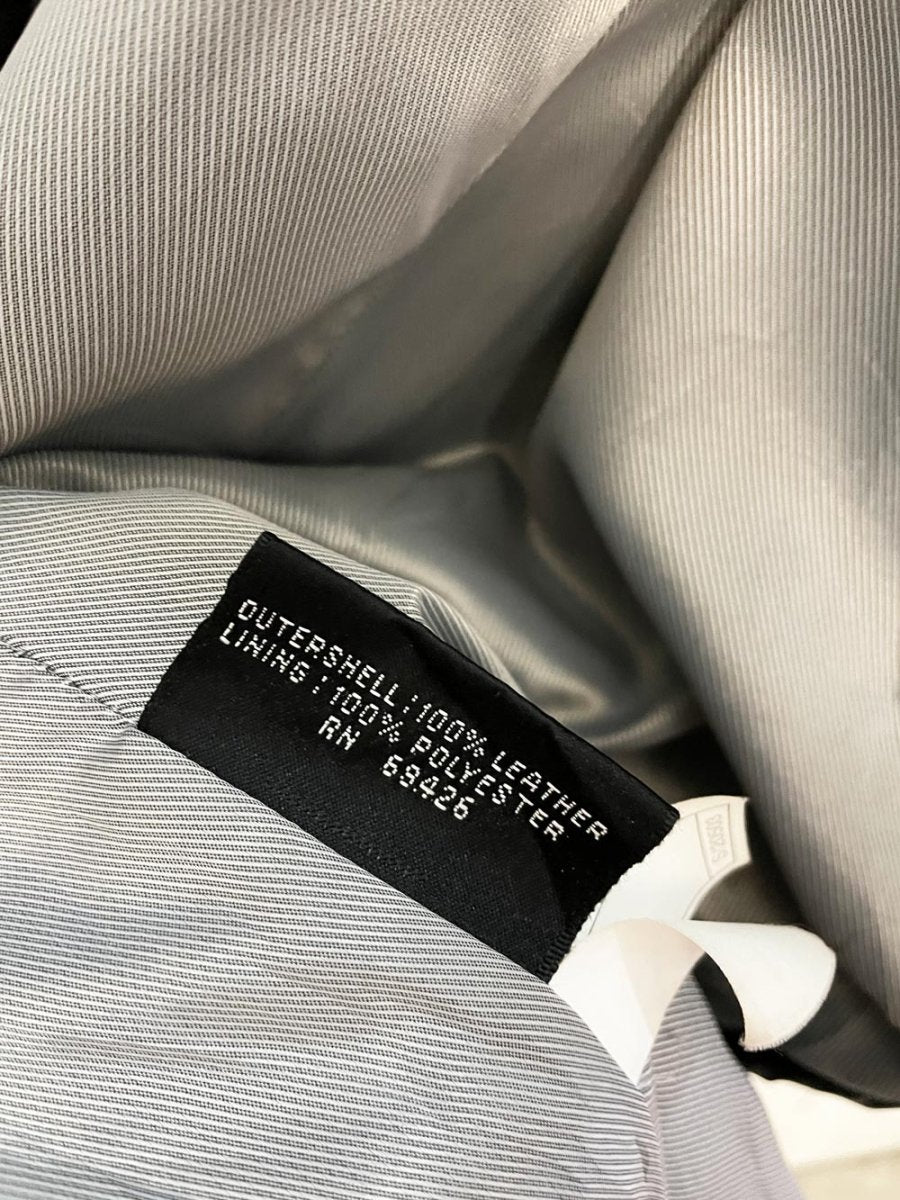 OUTERSHELL:100% LEATHER
LINING:100% POLYESTER
RN 69426